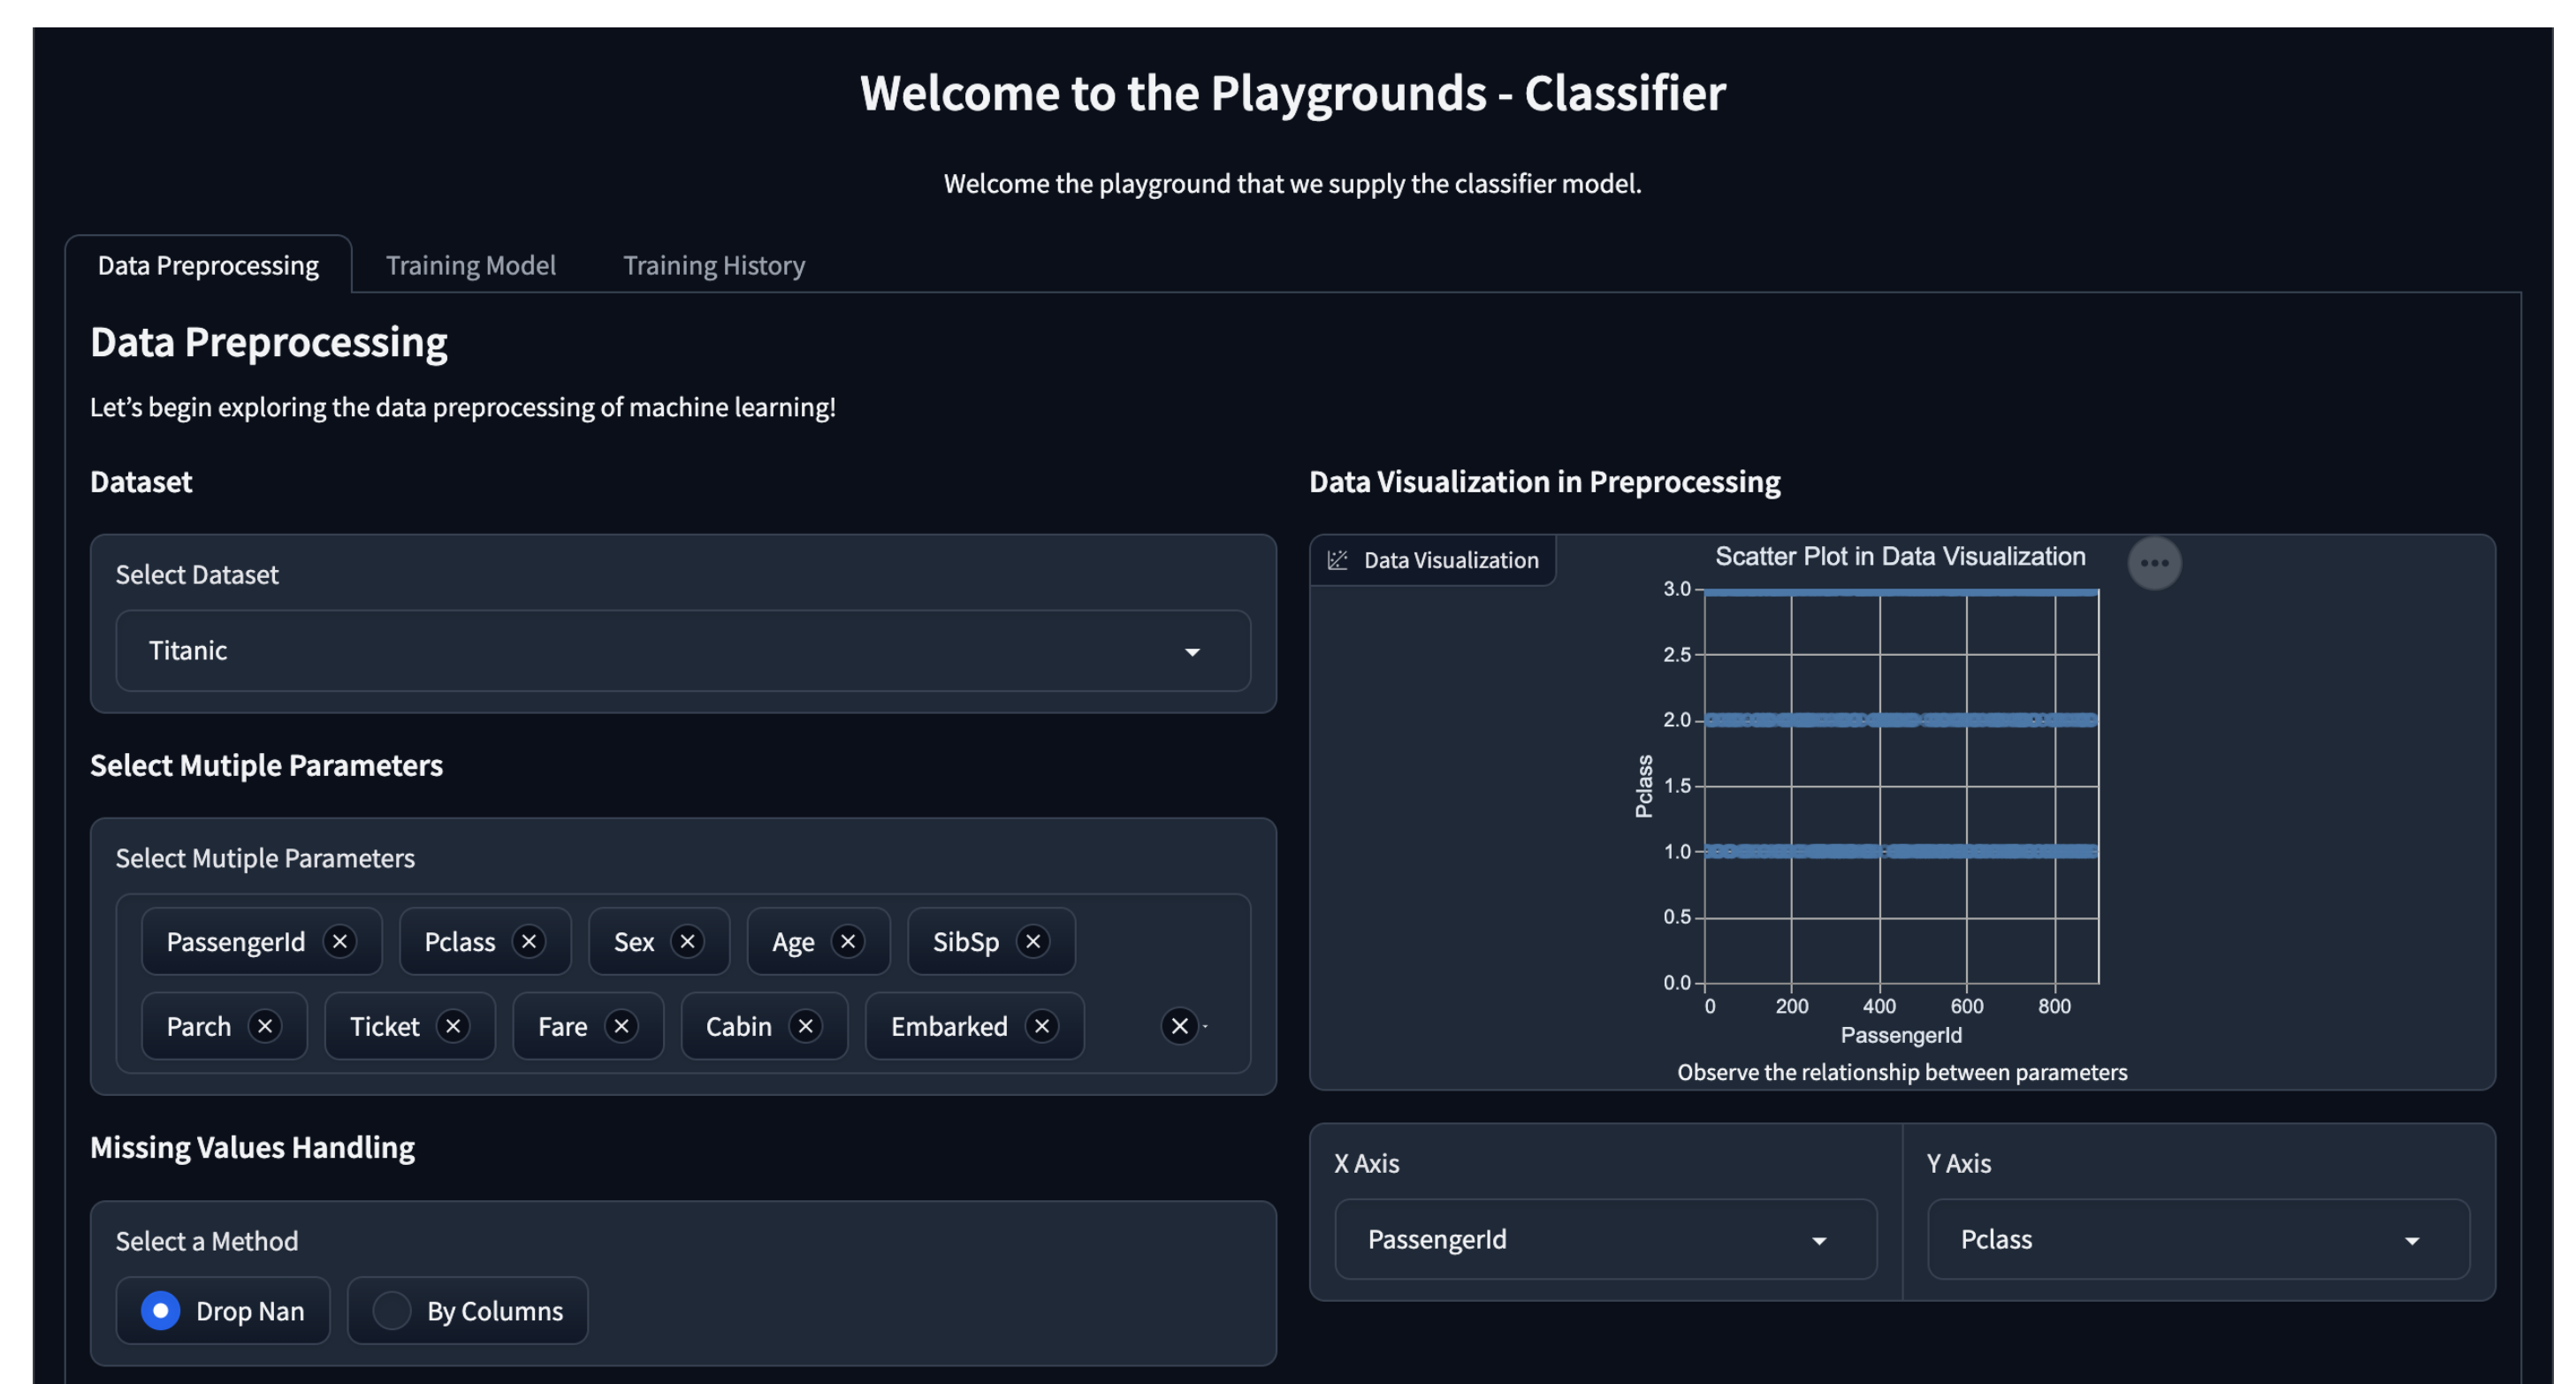 Welcome to the Playgrounds - Classifier
Welcome the playground that we supply the classifier model.
Data Preprocessing
Training Model
Training History
Data Preprocessing
Let’s begin exploring the data preprocessing of machine learning!
Dataset
Select Dataset
Titanic
Select Mutiple Parameters
Select Mutiple Parameters
PassengerId
Pclass
Sex
Age
SibSp
Parch
Ticket
Fare
Cabin
Embarked
Missing Values Handling
Select a Method
Drop Nan
By Columns
Data Visualization in Preprocessing
Data Visualization
Scatter Plot in Data Visualization
3.0
2.5
2.0
1.5
1.0
0.5
0.0
Pclass
0 200 400 600 800
PassengerId
Observe the relationship between parameters
X Axis
PassengerId
Y Axis
Pclass